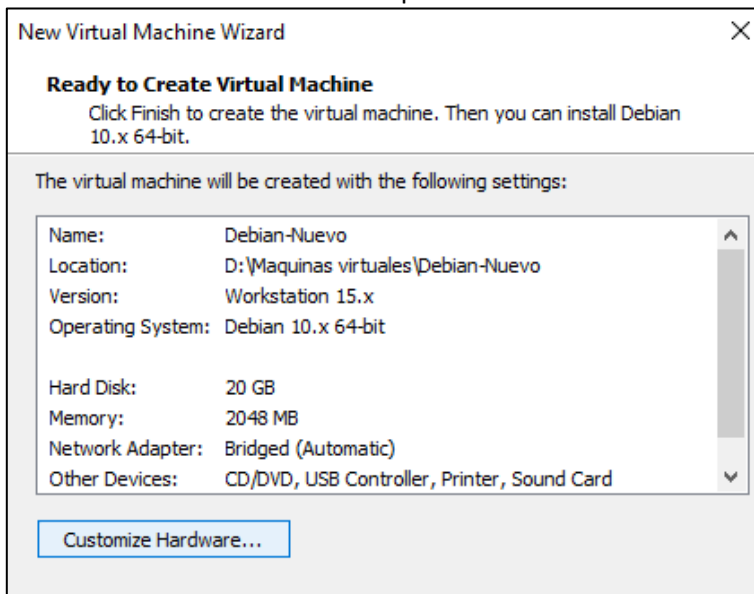 New Virtual Machine Wizard
Ready to Create Virtual Machine
Click Finish to create the virtual machine. Then you can install Debian
10.x 64-bit.
The virtual machine will be created with the following settings:
Name: Debian-Nuevo
Location: D:\Maquinas virtuales\Debian-Nuevo
Version: Workstation 15.x
Operating System: Debian 10.x 64-bit
Hard Disk: 20 GB
Memory: 2048 MB
Network Adapter: Bridged (Automatic)
Other Devices: CD/DVD, USB Controller, Printer, Sound Card
Customize Hardware...